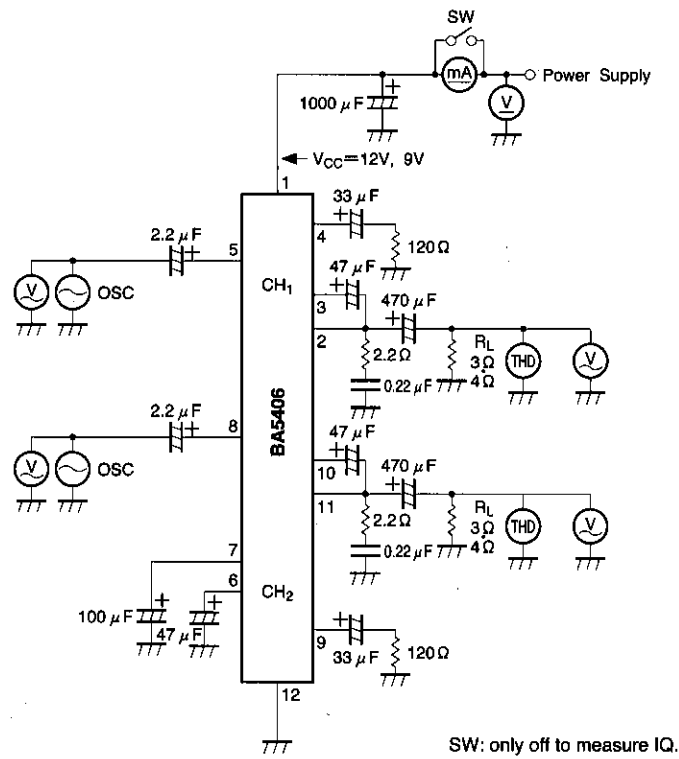 SW
mA
Power Supply
V
1000 μF
+
VCC=12V, 9V
1
33 μF
+
4
120Ω
2.2 μF
+
5
V
OSC
CH1
47 μF
+
3
470 μF
+
2
2.2Ω
0.22 μF
RL
3Ω
4Ω
THD
V
BA5406
2.2 μF
+
8
V
OSC
47 μF
+
10
470 μF
+
11
2.2Ω
0.22 μF
RL
3Ω
4Ω
THD
V
7
6
CH2
100 μF
+
47 μF
+
9
+
33 μF
120Ω
12
SW: only off to measure IQ.